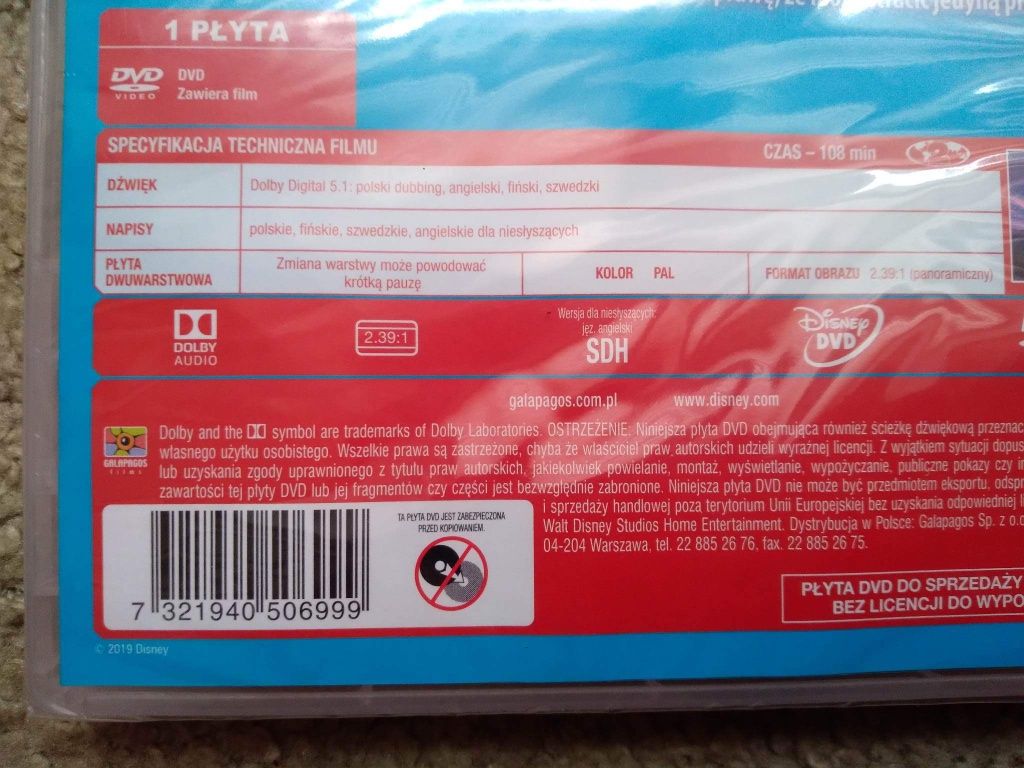 jedyną
1 PŁYTA
DVD VIDEO
DVD
Zawiera film
SPECYFIKACJA TECHNICZNA FILMU
CZAS – 108 min
DŹWIĘK
Dolby Digital 5.1: polski dubbing, angielski, fiński, szwedzki
NAPISY
polskie, fińskie, szwedzkie, angielskie dla niesłyszących
PŁYTA
DWUWARSTWOWA
Zmiana warstwy może powodować
krótką pauzę
KOLOR PAL
FORMAT OBRAZU 2.39:1 (panoramiczny)
DOLBY
AUDIO
2.39:1
Wersja dla niesłyszących:
jęz. angielski
SDH
Disney
DVD
galapagos.com.pl www.disney.com
GALAPAGOS
films
Dolby and the symbol are trademarks of Dolby Laboratories. OSTRZEŻENIE: Niniejsza płyta DVD obejmująca również ścieżkę dźwiękową przeznac
własnego użytku osobistego. Wszelkie prawa są zastrzeżone, chyba że właściciel praw autorskich udzieli wyraźnej licencji. Z wyjątkiem sytuacji dopus
lub uzyskania zgody uprawnionego z tytułu praw autorskich, jakiekolwiek powielanie, montaż, wyświetlanie, wypożyczanie, publiczne pokazy czy i
zawartości tej płyty DVD lub jej fragmentów czy części jest bezwzględnie zabronione. Niniejsza płyta DVD nie może być przedmiotem eksportu, odsp
i sprzedaży handlowej poza terytorium Unii Europejskiej bez uzyskania odpowiedniej
Walt Disney Studios Home Entertainment. Dystrybucja w Polsce: Galapagos Sp. z o.o
04-204 Warszawa, tel. 22 885 26 76, fax. 22 885 26 75.
TA PŁYTA DVD JEST ZABEZPIECZONA
PRZED KOPIOWANIEM.
7 321940 506999
PŁYTA DVD DO SPRZEDAŻY
BEZ LICENCJI DO WYPO
© 2019 Disney